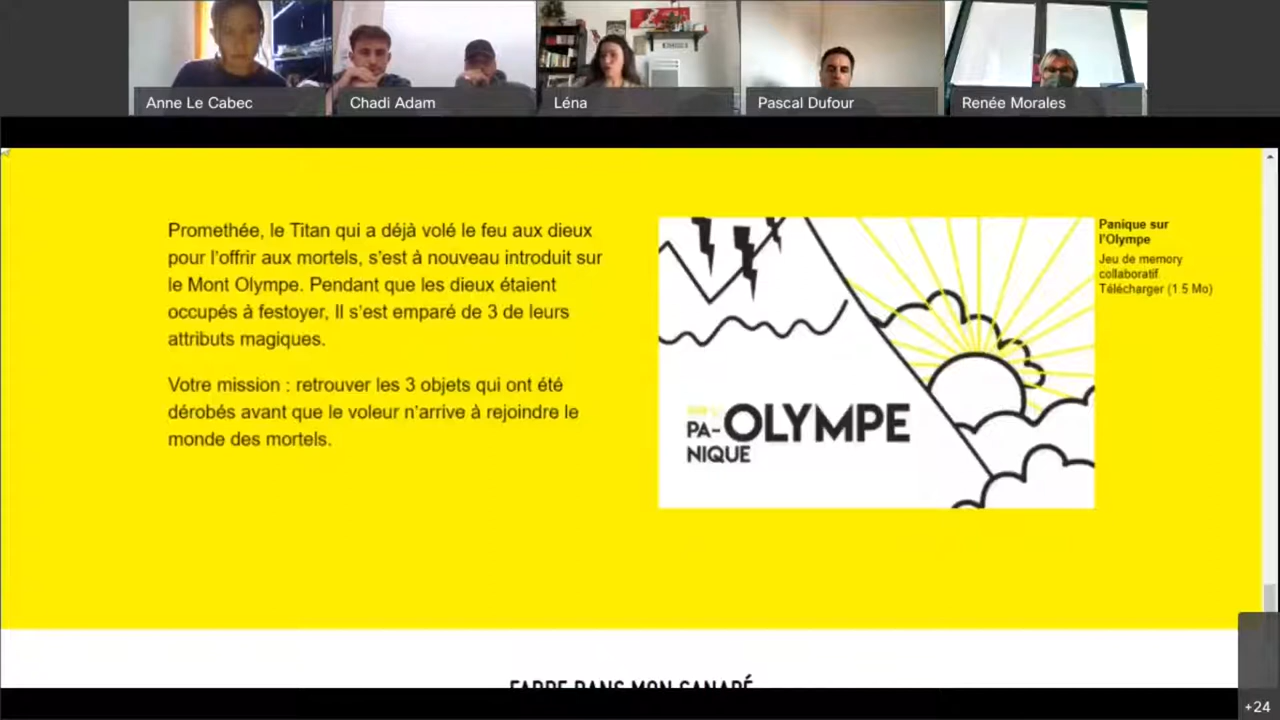 Anne Le Cabec
Chadi Adam
Léna
Pascal Dufour
Renée Morales
Promethée, le Titan qui a déjà volé le feu aux dieux
pour l'offrir aux mortels, s'est à nouveau introduit sur
le Mont Olympe. Pendant que les dieux étaient
occupés à festoyer, Il s'est emparé de 3 de leurs
attributs magiques.
Votre mission : retrouver les 3 objets qui ont été
dérobés avant que le voleur n'arrive à rejoindre le
monde des mortels.
PA-
NIQUE
OLYMPE
Panique sur
l'Olympe
Jeu de memory
collaboratif
Télécharger (1.5 Mo)
DANS MON CANAPÉ
+24